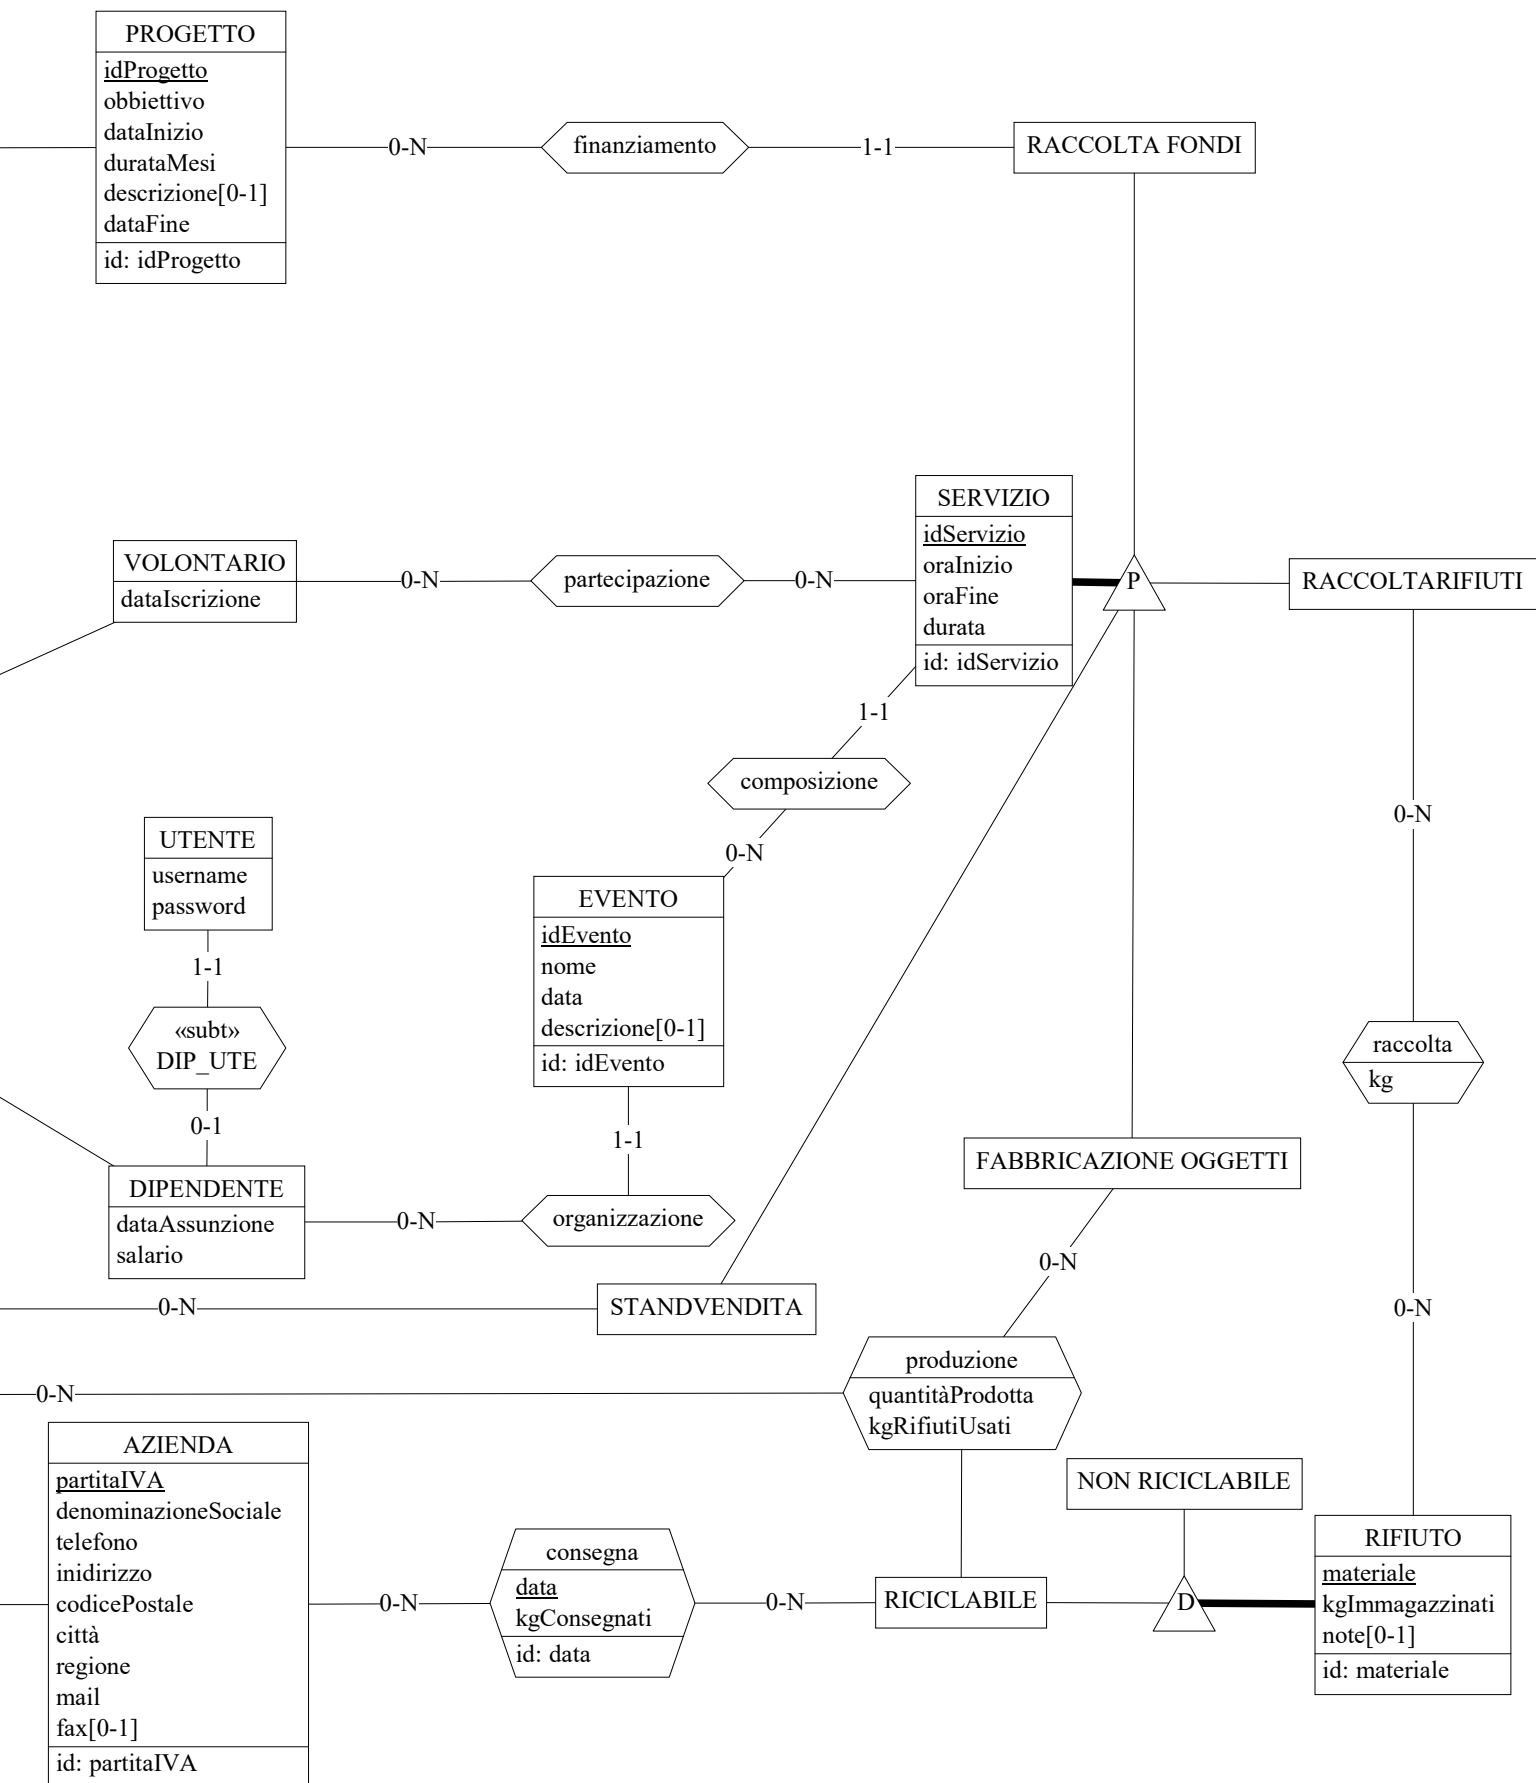 PROGETTO
idProgetto
obbiettivo
dataInizio
durataMesi
descrizione[0-1]
dataFine
id: idProgetto
0-N
finanziamento
1-1
RACCOLTA FONDI
SERVIZIO
idServizio
oraInizio
oraFine
durata
id: idServizio
VOLONTARIO
dataIscrizione
0-N
partecipazione
0-N
P
RACCOLTARIFIUTI
1-1
composizione
0-N
0-N
UTENTE
username
password
1-1
«subt»
DIP_UTE
0-1
EVENTO
idEvento
nome
data
descrizione[0-1]
id: idEvento
1-1
raccolta
kg
DIPENDENTE
dataAssunzione
salario
0-N
organizzazione
FABBRICAZIONE OGGETTI
0-N
0-N
STANDVENDITA
0-N
0-N
produzione
quantitàProdotta
kgRifiutiUsati
AZIENDA
partitaIVA
denominazioneSociale
telefono
inidirizzo
codicePostale
città
regione
mail
fax[0-1]
id: partitaIVA
0-N
consegna
data
kgConsegnati
id: data
0-N
RICICLABILE
NON RICICLABILE
D
RIFIUTO
materiale
kgImmagazzinati
note[0-1]
id: materiale